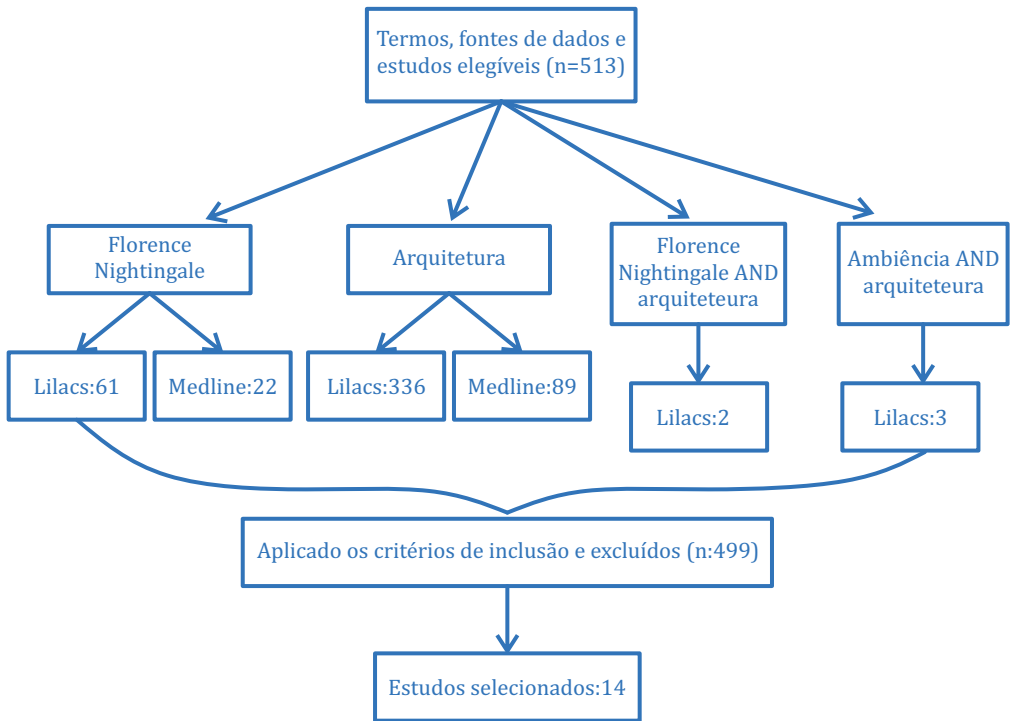 Termos, fontes de dados e
estudos elegíveis (n=513)
Florence
Nightingale
Arquitetura
Florence
Nightingale AND
arquiteteura
Ambiência AND
arquiteteura
Lilacs:61
Medline:22
Lilacs:336
Medline:89
Lilacs:2
Lilacs:3
Aplicado os critérios de inclusão e excluídos (n:499)
Estudos selecionados:14